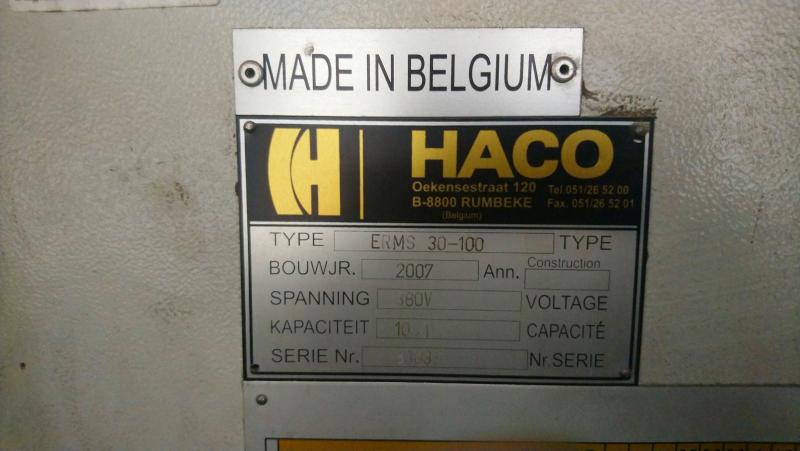 MADE IN BELGIUM
HACO
Oekensestraat 120 Tel.051/26 52 00
B-8800 RUMBEKE Fax. 051/26 52 01
(Belgium)
TYPE ERMS 30-100 TYPE
BOUWJR. 2007 Ann. Construction
SPANNING 380V VOLTAGE
KAPACITEIT CAPACITÉ
SERIE Nr. Nr. SERIE